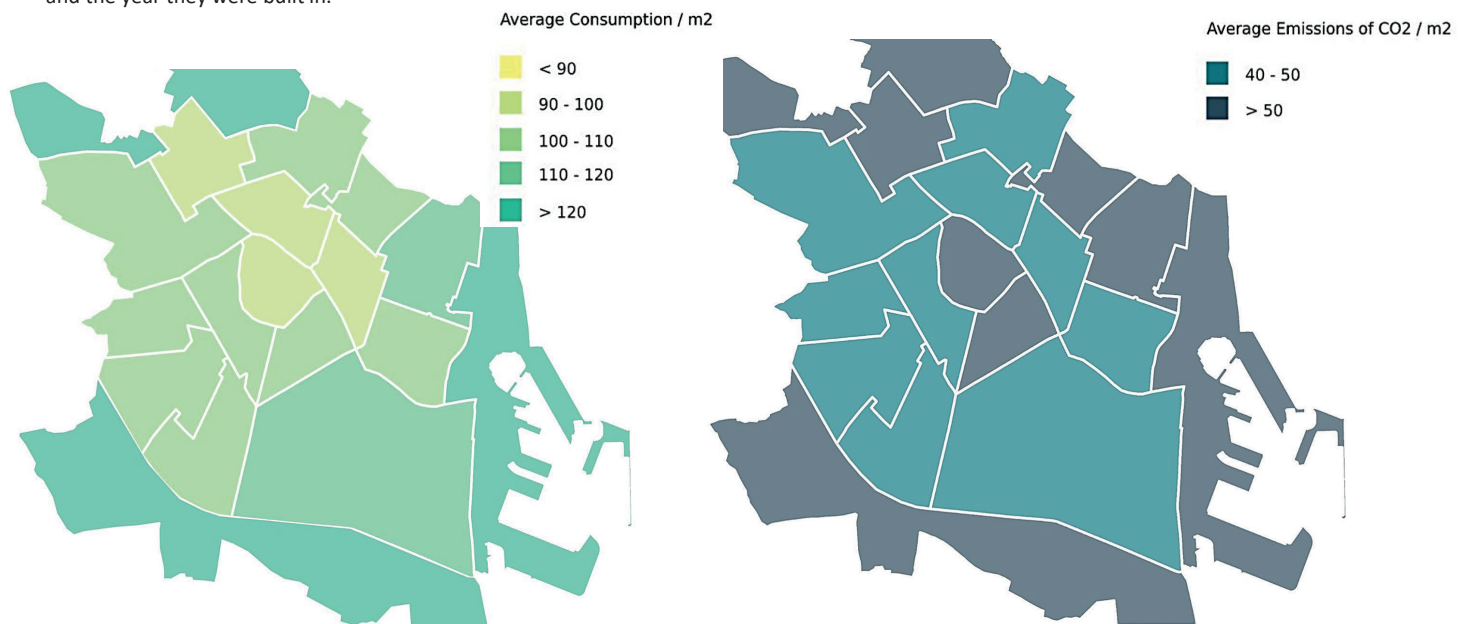 and the year they were built in.
Average Consumption / m2
< 90
90 - 100
100 - 110
110 - 120
> 120
Average Emissions of CO2 / m2
40 - 50
> 50